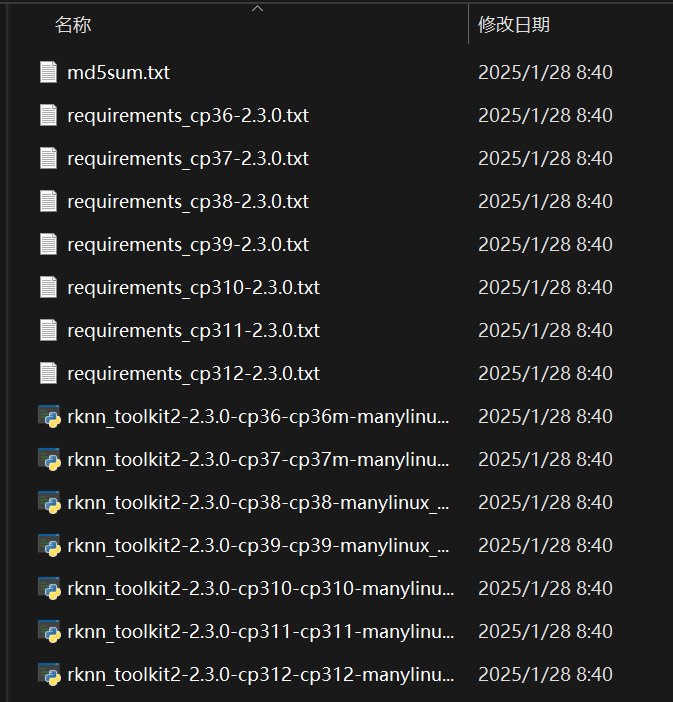 名称 修改日期
md5sum.txt 2025/1/28 8:40
requirements_cp36-2.3.0.txt 2025/1/28 8:40
requirements_cp37-2.3.0.txt 2025/1/28 8:40
requirements_cp38-2.3.0.txt 2025/1/28 8:40
requirements_cp39-2.3.0.txt 2025/1/28 8:40
requirements_cp310-2.3.0.txt 2025/1/28 8:40
requirements_cp311-2.3.0.txt 2025/1/28 8:40
requirements_cp312-2.3.0.txt 2025/1/28 8:40
rknn_toolkit2-2.3.0-cp36-cp36m-manylinu... 2025/1/28 8:40
rknn_toolkit2-2.3.0-cp37-cp37m-manylinu... 2025/1/28 8:40
rknn_toolkit2-2.3.0-cp38-cp38-manylinux_... 2025/1/28 8:40
rknn_toolkit2-2.3.0-cp39-cp39-manylinux_... 2025/1/28 8:40
rknn_toolkit2-2.3.0-cp310-cp310-manylinu... 2025/1/28 8:40
rknn_toolkit2-2.3.0-cp311-cp311-manylinu... 2025/1/28 8:40
rknn_toolkit2-2.3.0-cp312-cp312-manylinu... 2025/1/28 8:40